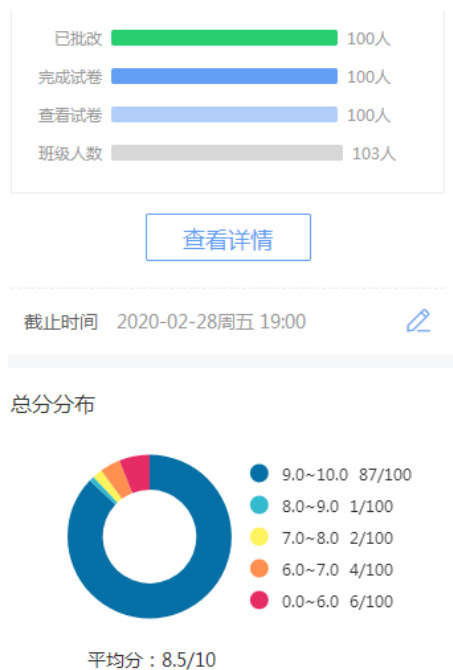 已批改 100人
完成试卷 100人
查看试卷 100人
班级人数 103人
查看详情
截止时间 2020-02-28周五 19:00
总分分布
9.0~10.0 87/100
8.0~9.0 1/100
7.0~8.0 2/100
6.0~7.0 4/100
0.0~6.0 6/100
平均分：8.5/10